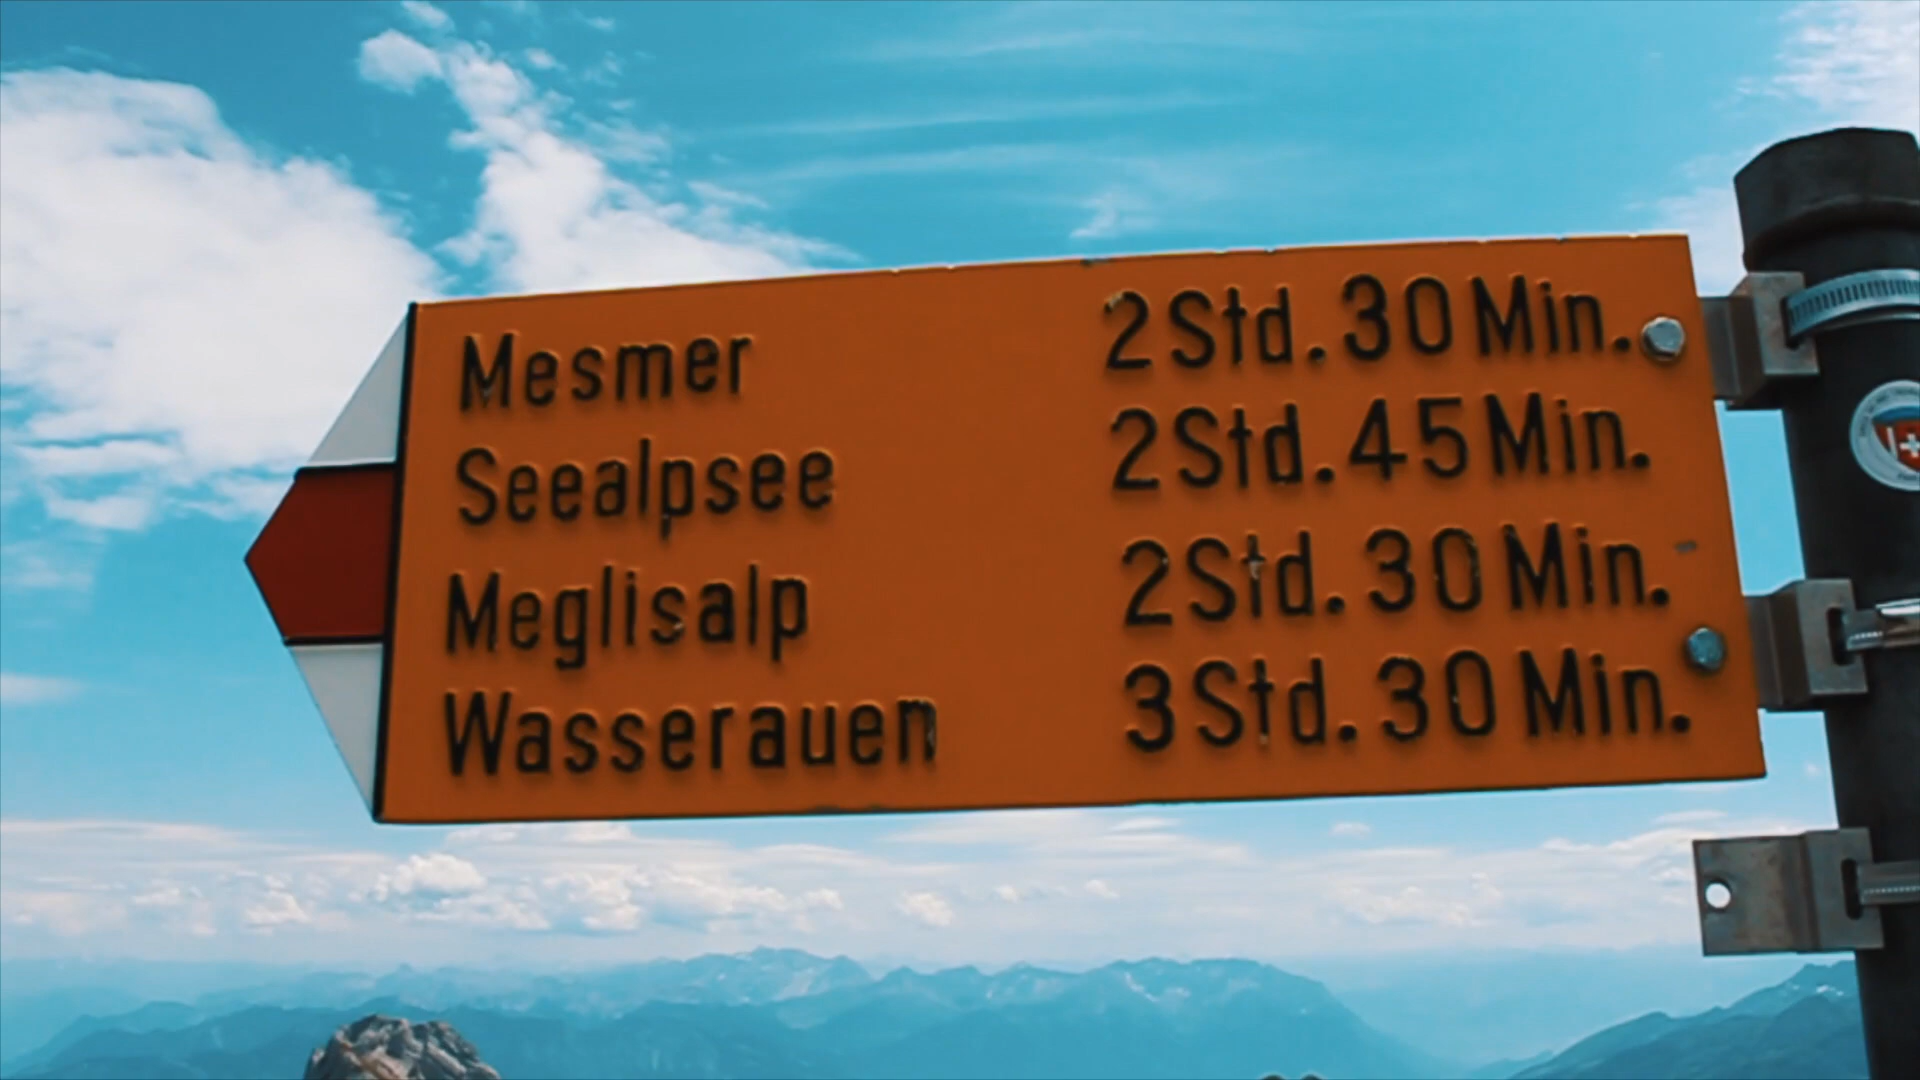 Mesmer 2 Std. 30 Min.
Seealpsee 2 Std. 45 Min.
Meglisalp 2 Std. 30 Min.
Wasserauen 3 Std. 30 Min.